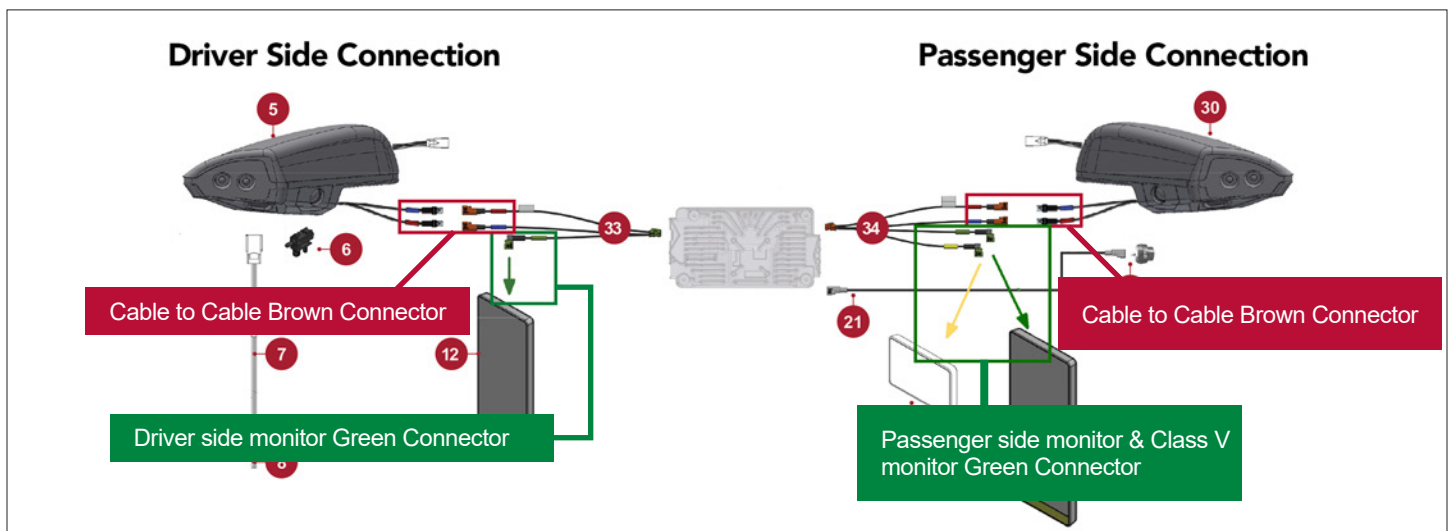 Driver Side Connection
Passenger Side Connection
5
30
33
34
6
Cable to Cable Brown Connector
Cable to Cable Brown Connector
21
7
12
Driver side monitor Green Connector
Passenger side monitor & Class V
monitor Green Connector
8